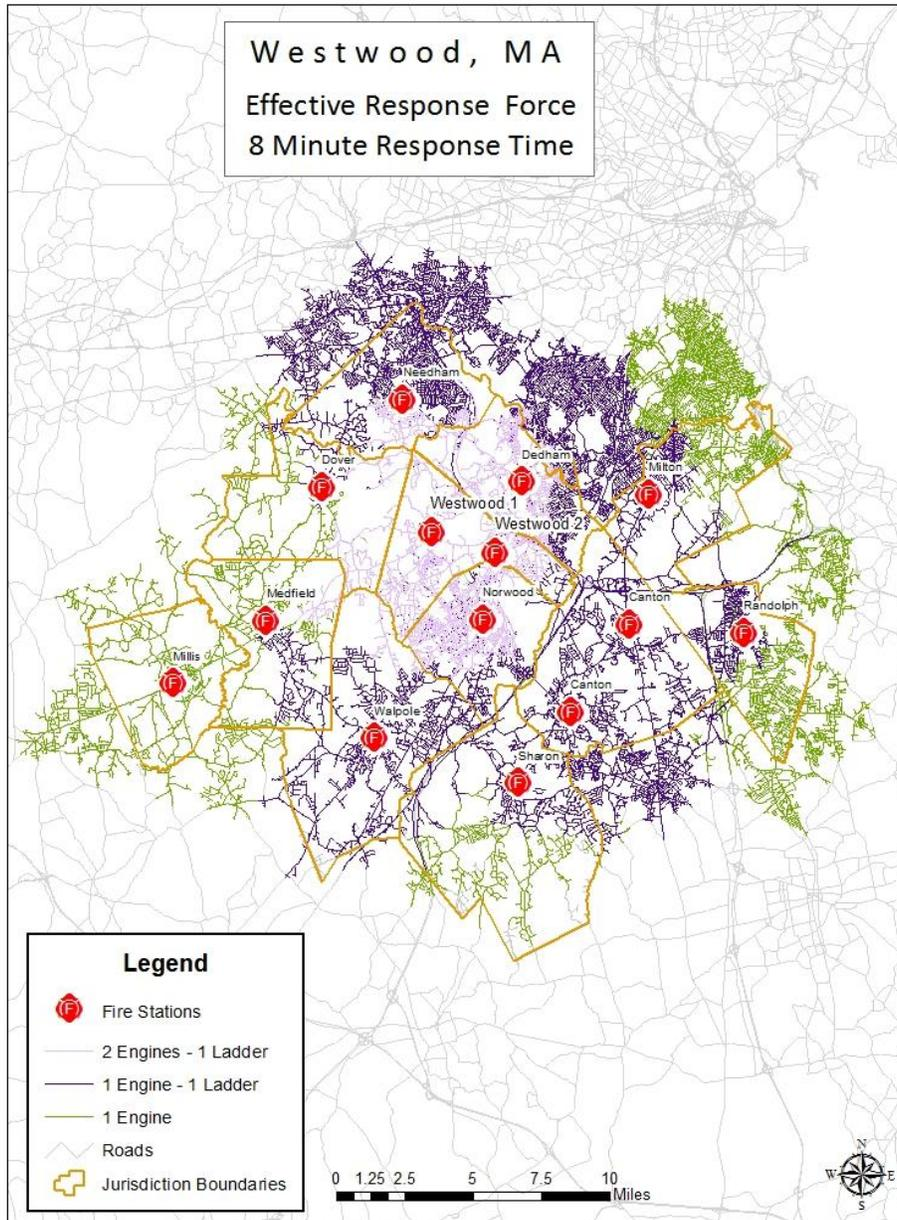 Westwood, MA
Effective Response Force
8 Minute Response Time
Needham
Dedham
Dover
Milton
Westwood 1
Westwood 2
Medfield
Norwood
Canton
Randolph
Millis
Canton
Walpole
Sharon
Legend
F Fire Stations
2 Engines - 1 Ladder
1 Engine - 1 Ladder
1 Engine
Roads
Jurisdiction Boundaries
0 1.25 2.5 5 7.5 10
Miles
N
W E
S